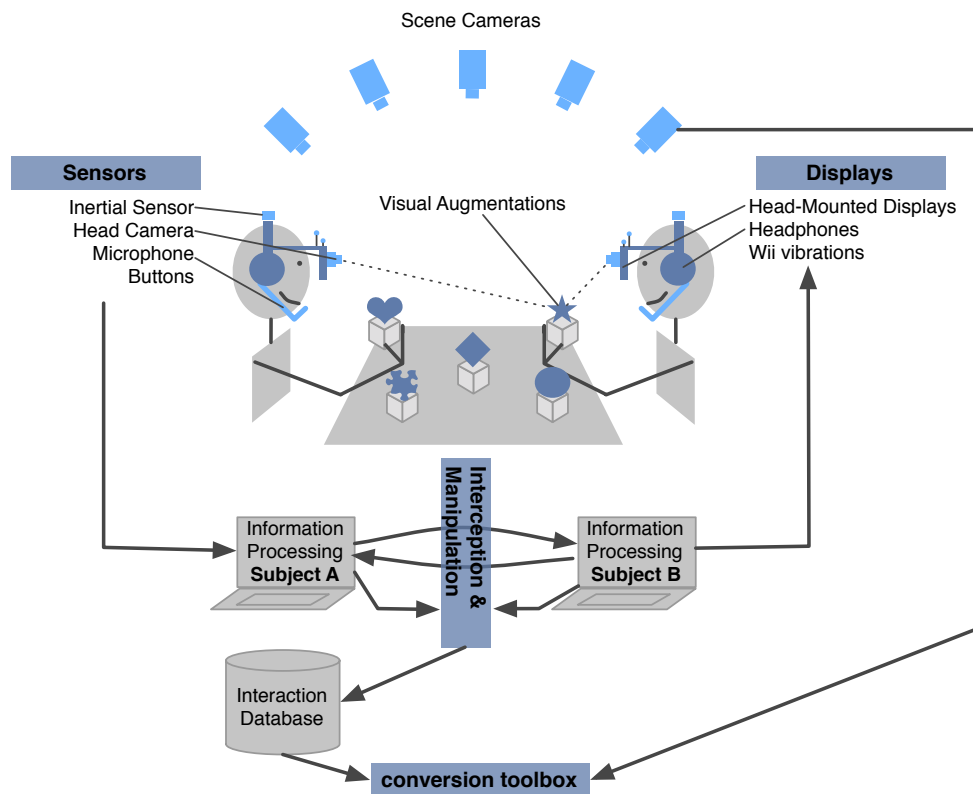 Scene Cameras
Sensors
Displays
Inertial Sensor
Head Camera
Microphone
Buttons
Visual Augmentations
Head-Mounted Displays
Headphones
Wii vibrations
Interception &
Manipulation
Information
Processing
Subject A
Information
Processing
Subject B
Interaction
Database
conversion toolbox